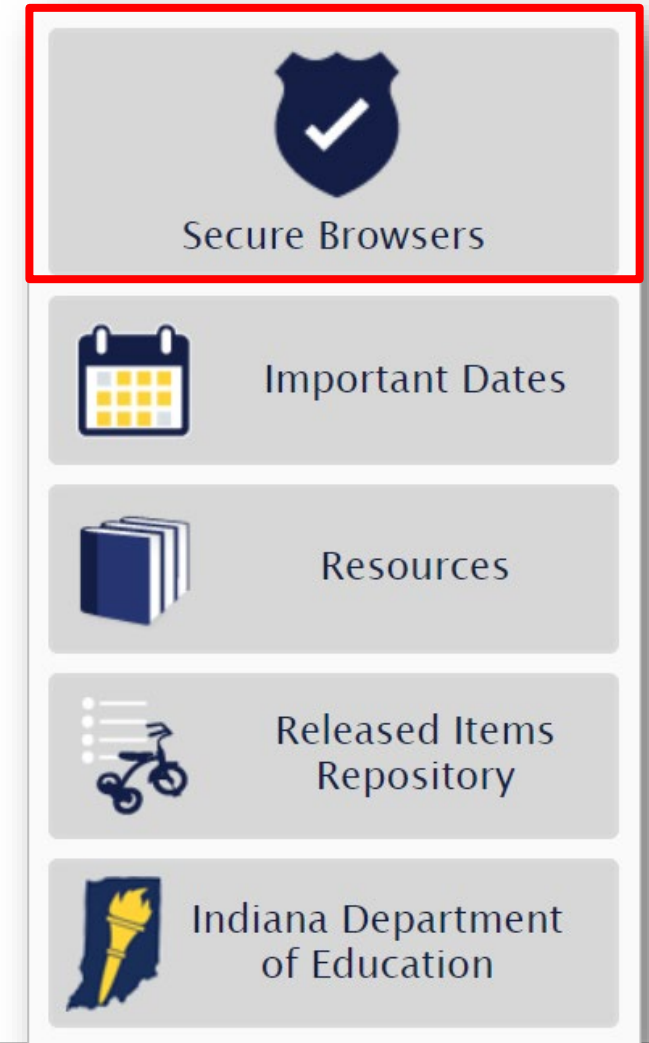 Secure Browsers
Important Dates
Resources
Released Items
Repository
Indiana Department
of Education